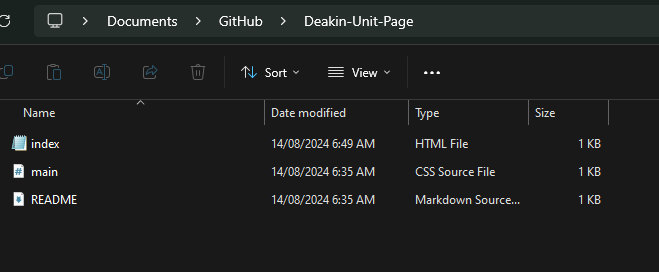 Documents > GitHub > Deakin-Unit-Page
Sort View ...
Name Date modified Type Size
index 14/08/2024 6:49 AM HTML File 1 KB
main 14/08/2024 6:35 AM CSS Source File 1 KB
README 14/08/2024 6:35 AM Markdown Source... 1 KB